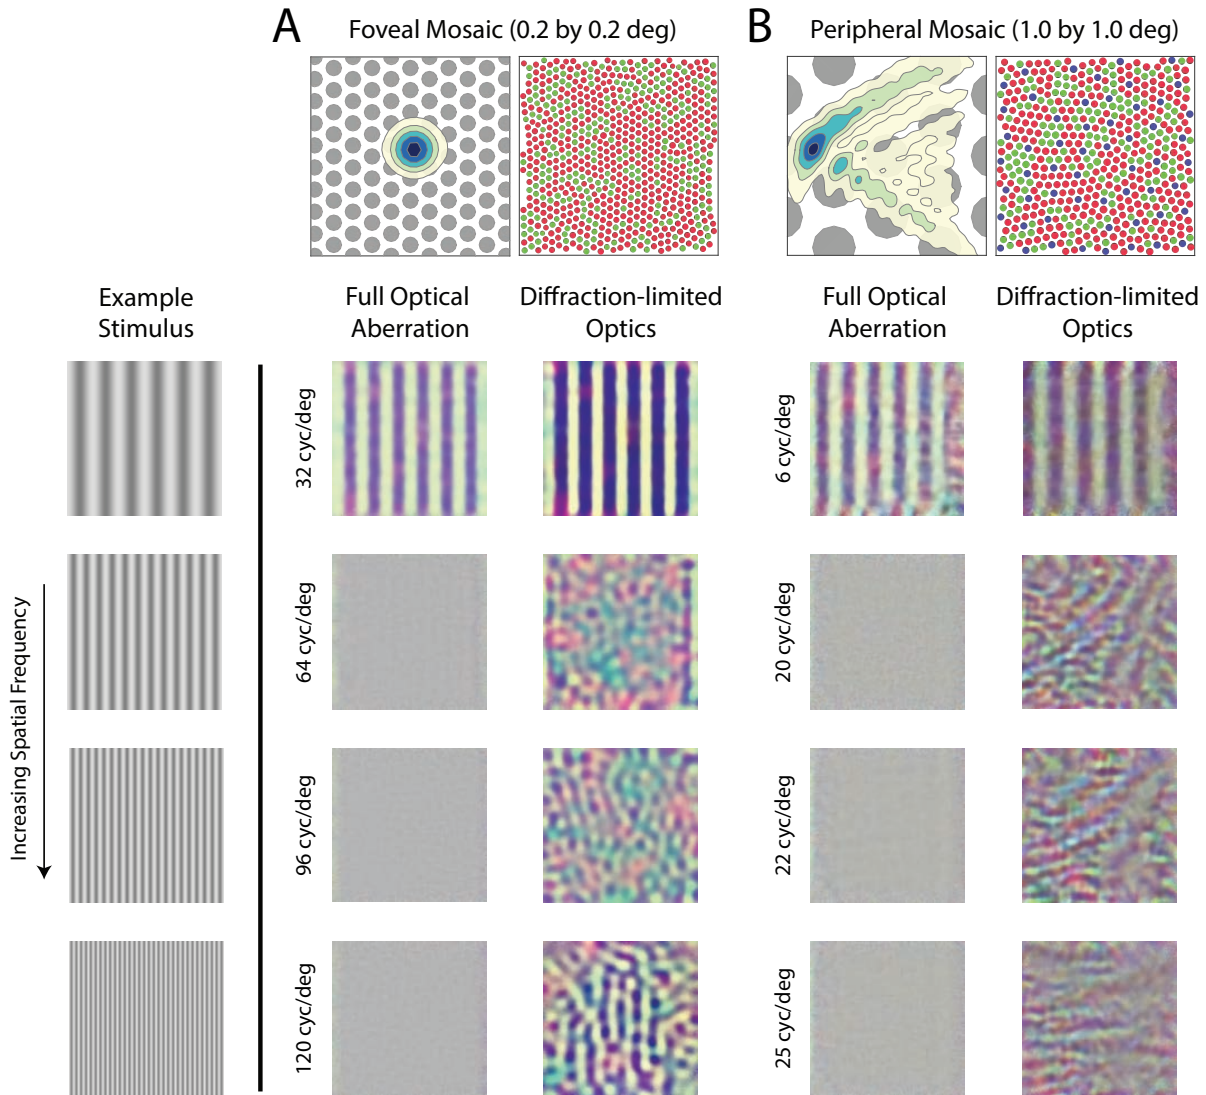 A Foveal Mosaic (0.2 by 0.2 deg)
B Peripheral Mosaic (1.0 by 1.0 deg)
Example
Stimulus
Full Optical
Aberration
Diffraction-limited
Optics
Full Optical
Aberration
Diffraction-limited
Optics
Increasing Spatial Frequency
32 cyc/deg
6 cyc/deg
64 cyc/deg
20 cyc/deg
96 cyc/deg
22 cyc/deg
120 cyc/deg
25 cyc/deg